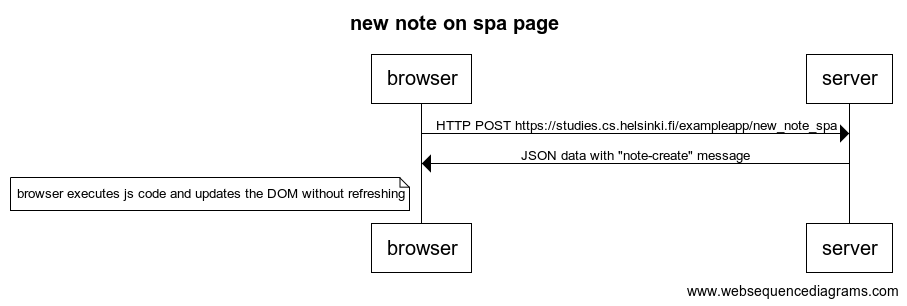 new note on spa page
browser
server
HTTP POST https://studies.cs.helsinki.fi/exampleapp/new_note_spa
JSON data with "note-create" message
browser executes js code and updates the DOM without refreshing
browser
server
www.websequencediagrams.com